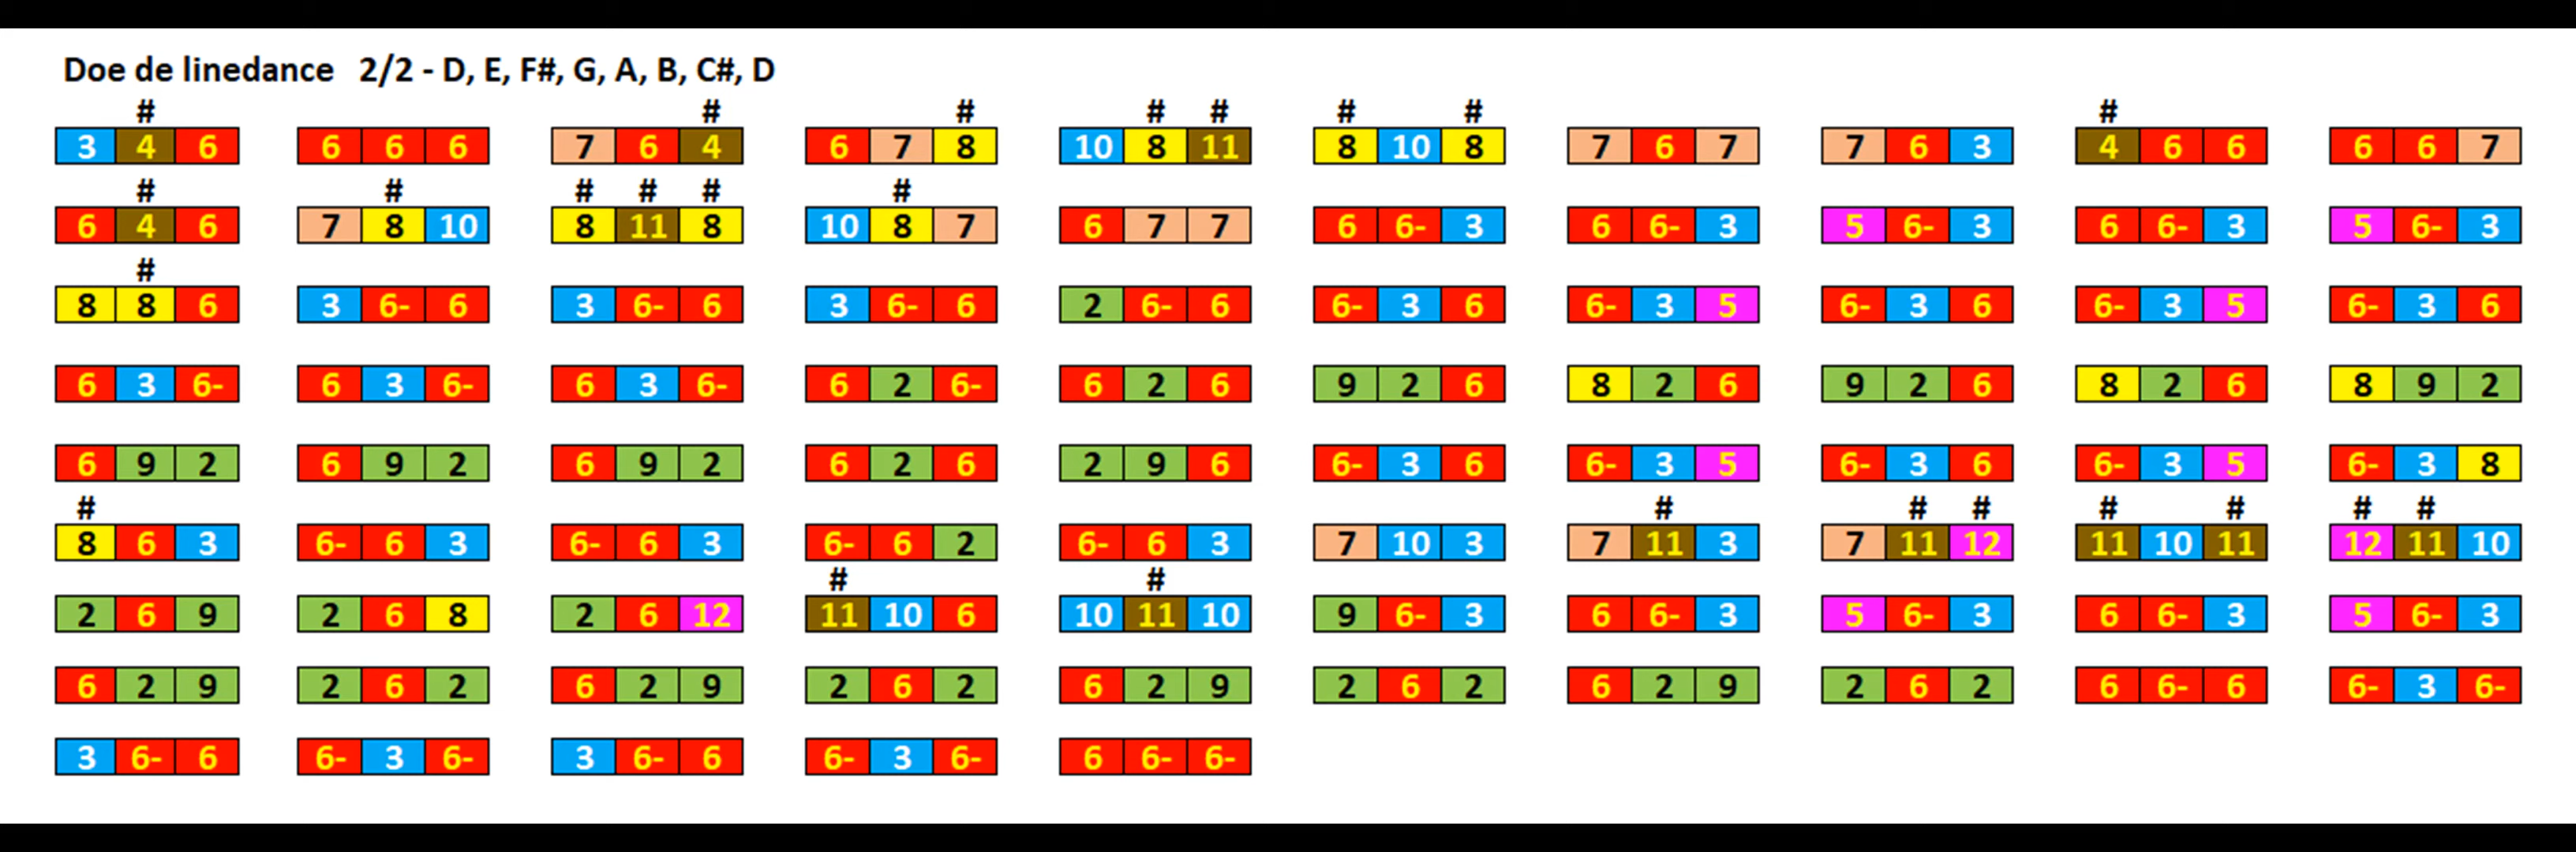 Doe de linedance 2/2 - D, E, F#, G, A, B, C#, D
# # # # # # # #
3 4 6 6 6 6 7 6 4 6 7 8 10 8 11 8 10 8 7 6 7 7 6 3 4 6 6 6 6 7
# # # # # #
6 4 6 7 8 10 8 11 8 10 8 7 6 7 7 6 6- 3 6 6- 3 5 6- 3 6 6- 3 5 6- 3
#
8 8 6 3 6- 6 3 6- 6 3 6- 6 2 6- 6 6- 3 6 6- 3 5 6- 3 6 6- 3 5 6- 3 6
6 3 6- 6 3 6- 6 3 6- 6 2 6- 6 2 6 9 2 6 8 2 6 9 2 6 8 2 6 8 9 2
6 9 2 6 9 2 6 9 2 6 2 6 2 9 6 6- 3 6 6- 3 5 6- 3 6 6- 3 5 6- 3 8
# # # # # # # #
8 6 3 6- 6 3 6- 6 3 6- 6 2 6- 6 3 7 10 3 7 11 3 7 11 12 11 10 11 12 11 10
# #
2 6 9 2 6 8 2 6 12 11 10 6 10 11 10 9 6- 3 6 6- 3 5 6- 3 6 6- 3 5 6- 3
6 2 9 2 6 2 6 2 9 2 6 2 6 2 9 2 6 2 6 2 9 2 6 2 6 6- 6 6- 3 6-
3 6- 6 6- 3 6- 3 6- 6 6- 3 6- 6 6- 6-